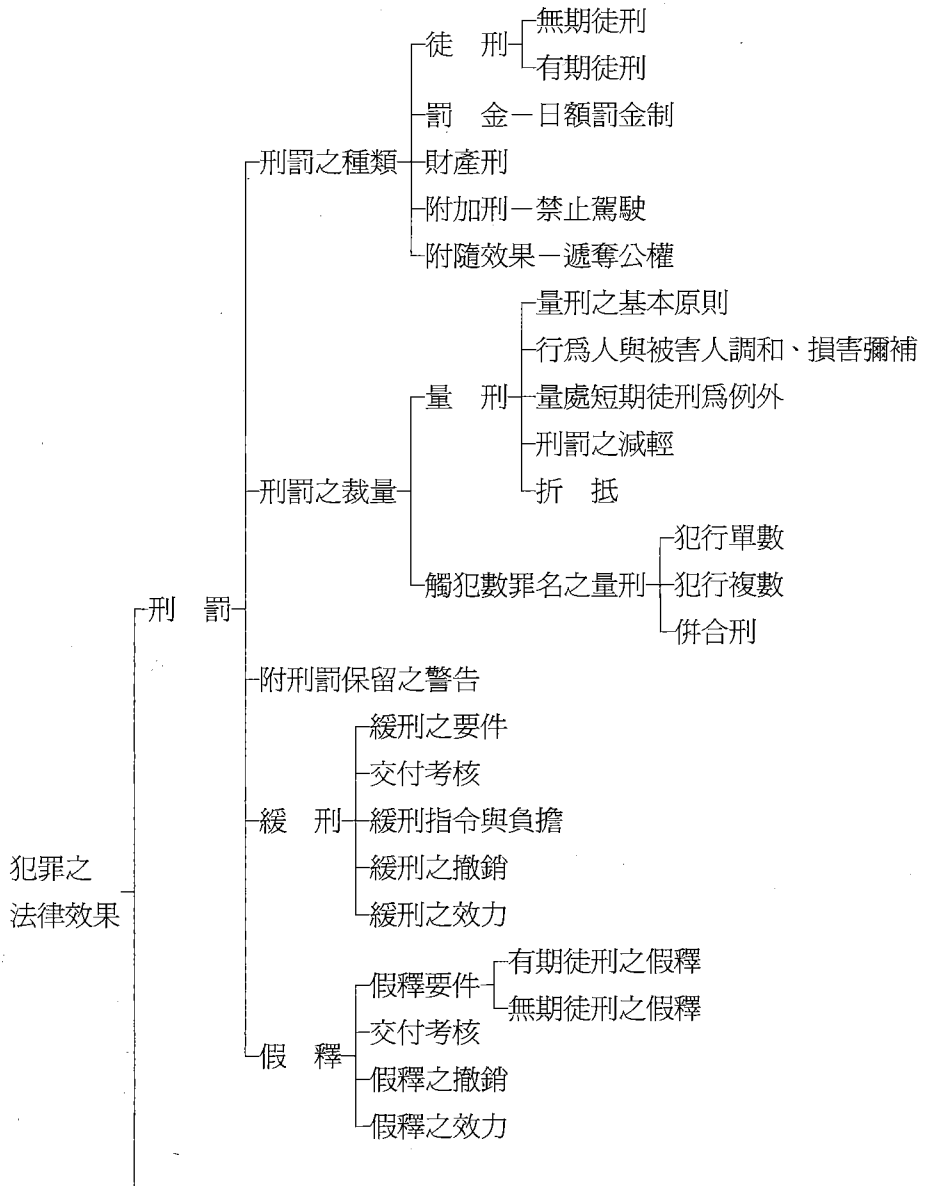 無期徒刑
徒　刑
有期徒刑
罰　金－日額罰金制
刑罰之種類
財產刑
附加刑－禁止駕駛
附隨效果－遞奪公權
量刑之基本原則
行為人與被害人調和、損害彌補
量　刑
量處短期徒刑為例外
刑罰之減輕
刑罰之裁量
折　抵
犯行單數
觸犯數罪名之量刑
犯行複數
併合刑
刑　罰
附刑罰保留之警告
緩刑之要件
交付考核
緩　刑
緩刑指令與負擔
緩刑之撤銷
緩刑之效力
犯罪之
法律效果
有期徒刑之假釋
假釋要件
無期徒刑之假釋
交付考核
假　釋
假釋之撤銷
假釋之效力